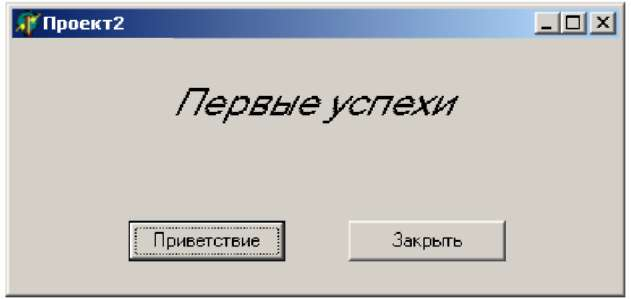 Проект2
Первые успехи
Приветствие Закрыть